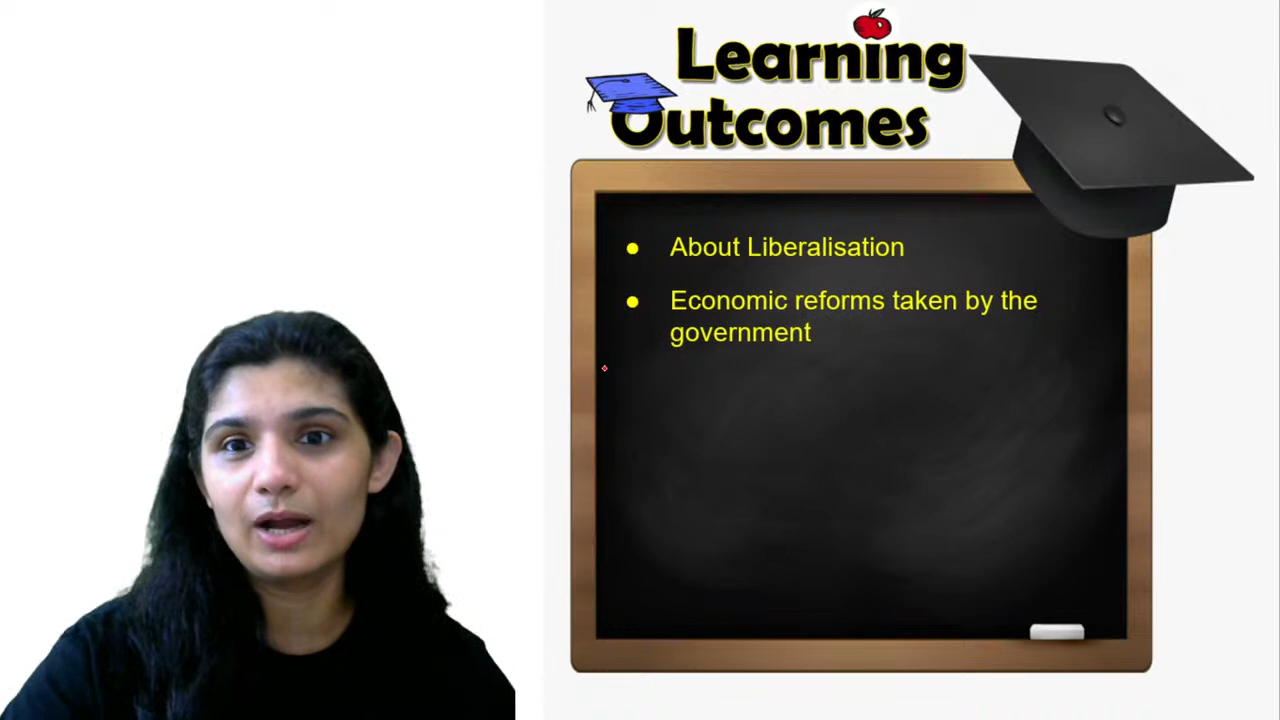 Learning
Outcomes
● About Liberalisation
● Economic reforms taken by the
government